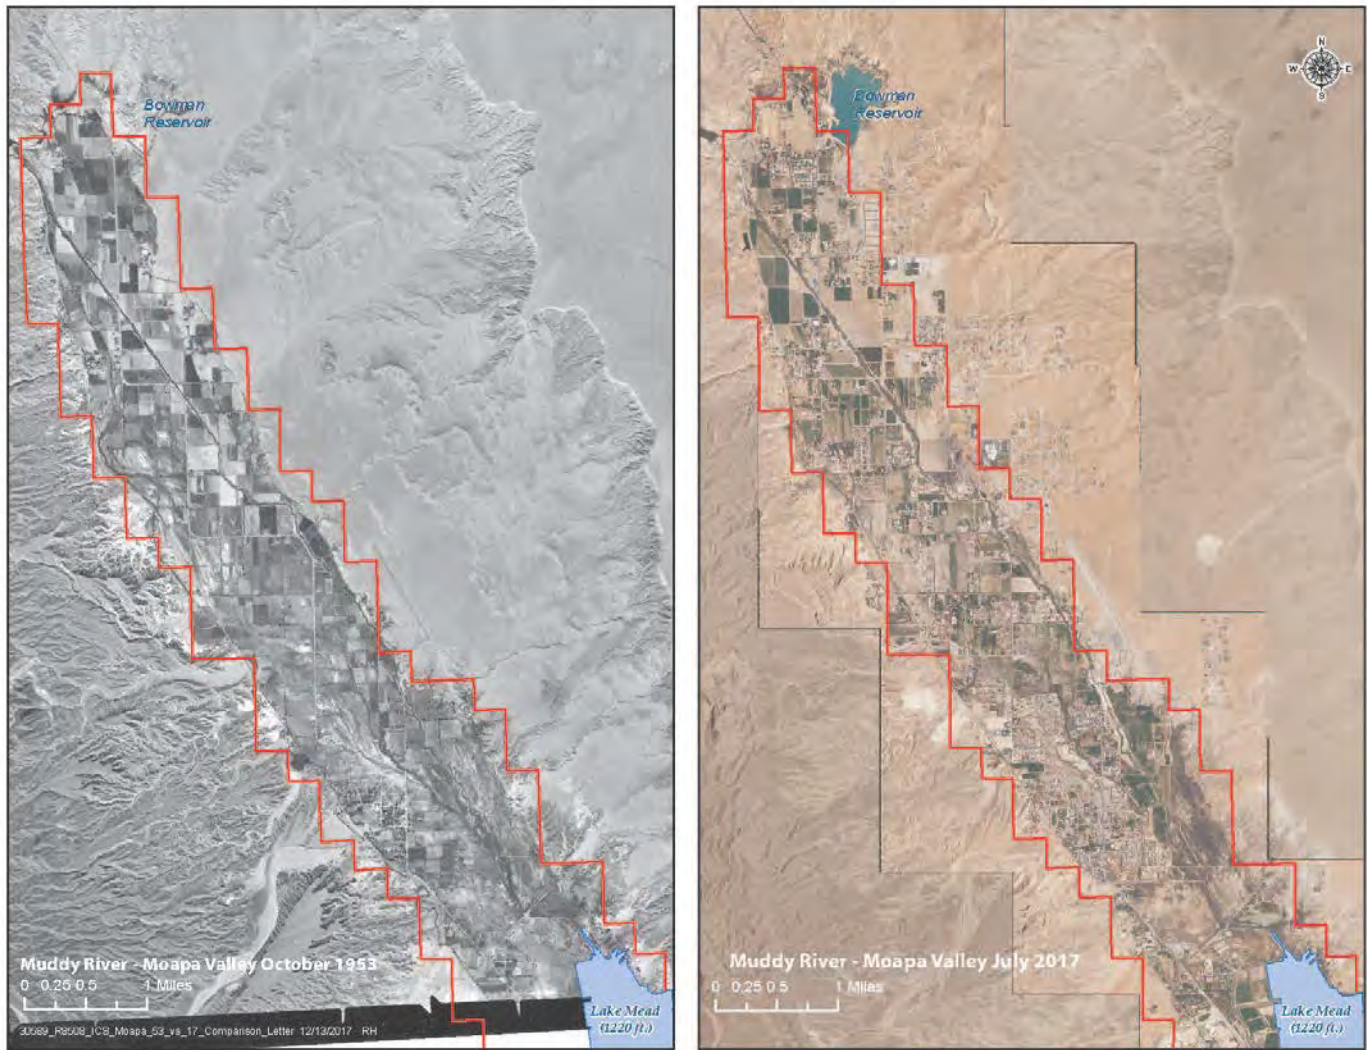 Bowman
Reservoir
Muddy River - Moapa Valley October 1953
0 0.25 0.5 1 Miles
30589_R8508_ICS_Moapa_53_vs_17_Comparison_Letter 12/13/2017 RH
Lake Mead
(1220 ft.)
N
W E
S
Bowman
Reservoir
Muddy River - Moapa Valley July 2017
0 0.25 0.5 1 Miles
Lake Mead
(1220 ft.)